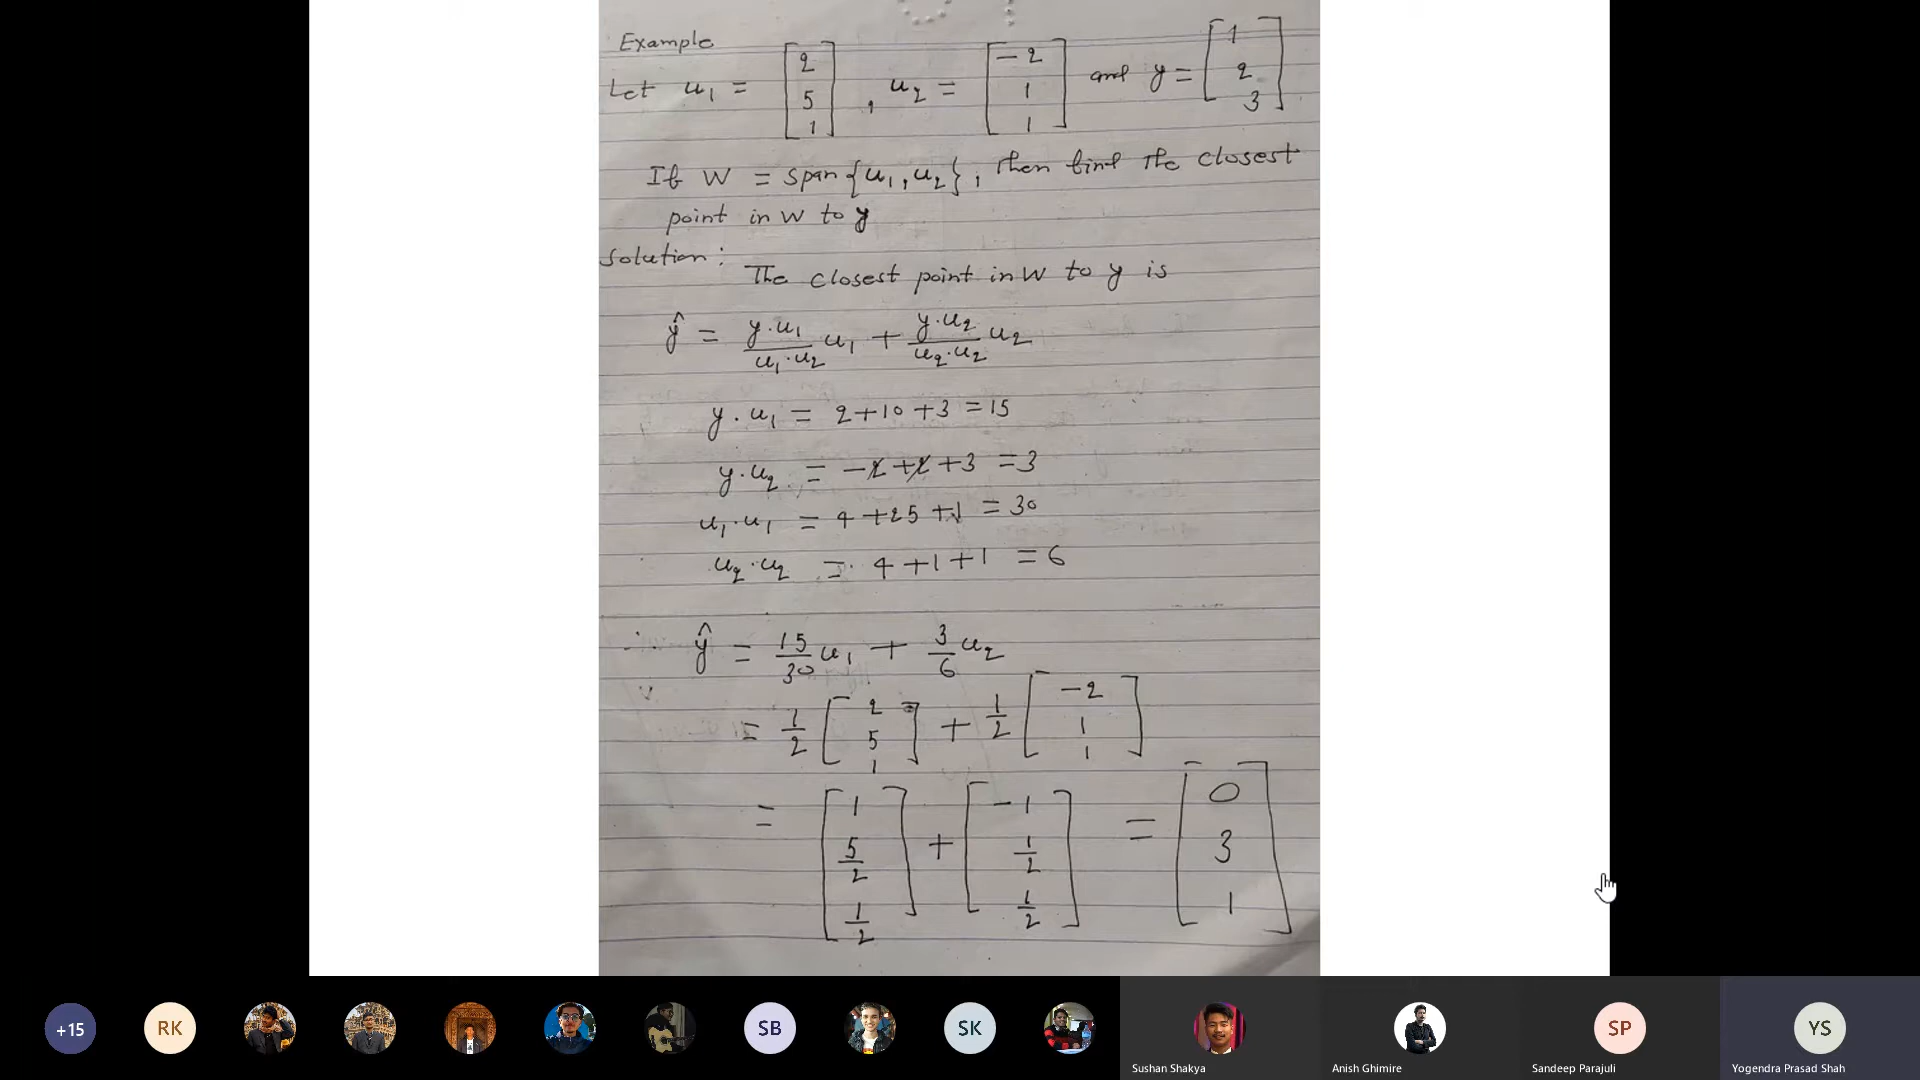 Example
Let u₁ = [2 5 1], u₂ = [-2 1 1] and y = [1 2 3]
If W = span{u₁, u₂}, then find the closest
point in W to y
Solution:
The closest point in W to y is
ŷ = y·u₁/u₁·u₂ u₁ + y·u₂/u₂·u₂ u₂
y·u₁ = 2+10+3 = 15
y·u₂ = -2+2+3 = 3
u₁·u₁ = 4+25+1 = 30
u₂·u₂ = 4+1+1 = 6
∴ ŷ = 15/30 u₁ + 3/6 u₂
= 1/2 [2 5 1] + 1/2 [-2 1 1]
= [1 5/2 1/2] + [-1 1/2 1/2] = [0 3 1]
+15 RK SB SK SP YS
Sushan Shakya Anish Ghimire Sandeep Parajuli Yogendra Prasad Shah